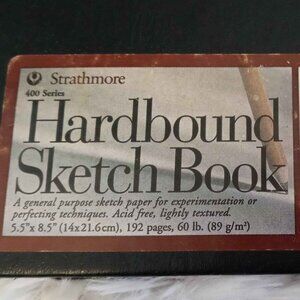 Strathmore
400 Series
Hardbound
Sketch Book
A general purpose sketch paper for experimentation or
perfecting techniques. Acid free, lightly textured.
5.5"x 8.5" (14x21.6cm), 192 pages, 60 lb. (89 g/m²)